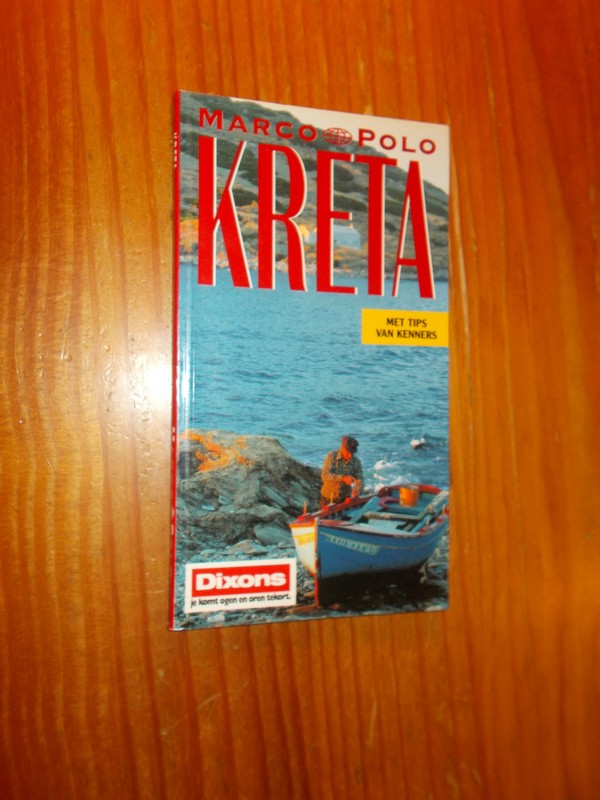 MARCO POLO
KRETA
MET TIPS
VAN KENNERS
Dixons
je komt ogen en oren tekort.